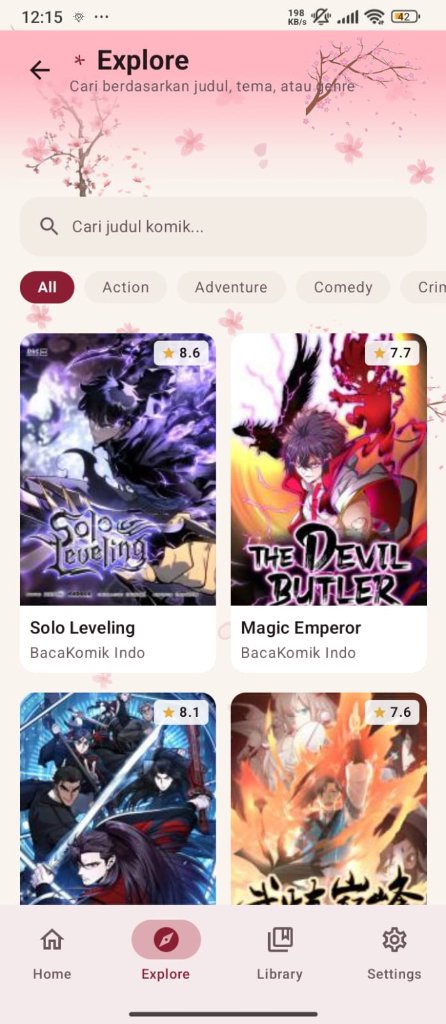 12:15
198
KB/s
42
Explore
Cari berdasarkan judul, tema, atau genre
Cari judul komik...
All
Action
Adventure
Comedy
Crim
8.6
7.7
Solo
Leveling
THE DEVIL
BUTLER
Solo Leveling
Magic Emperor
BacaKomik Indo
BacaKomik Indo
8.1
7.6
Home
Explore
Library
Settings